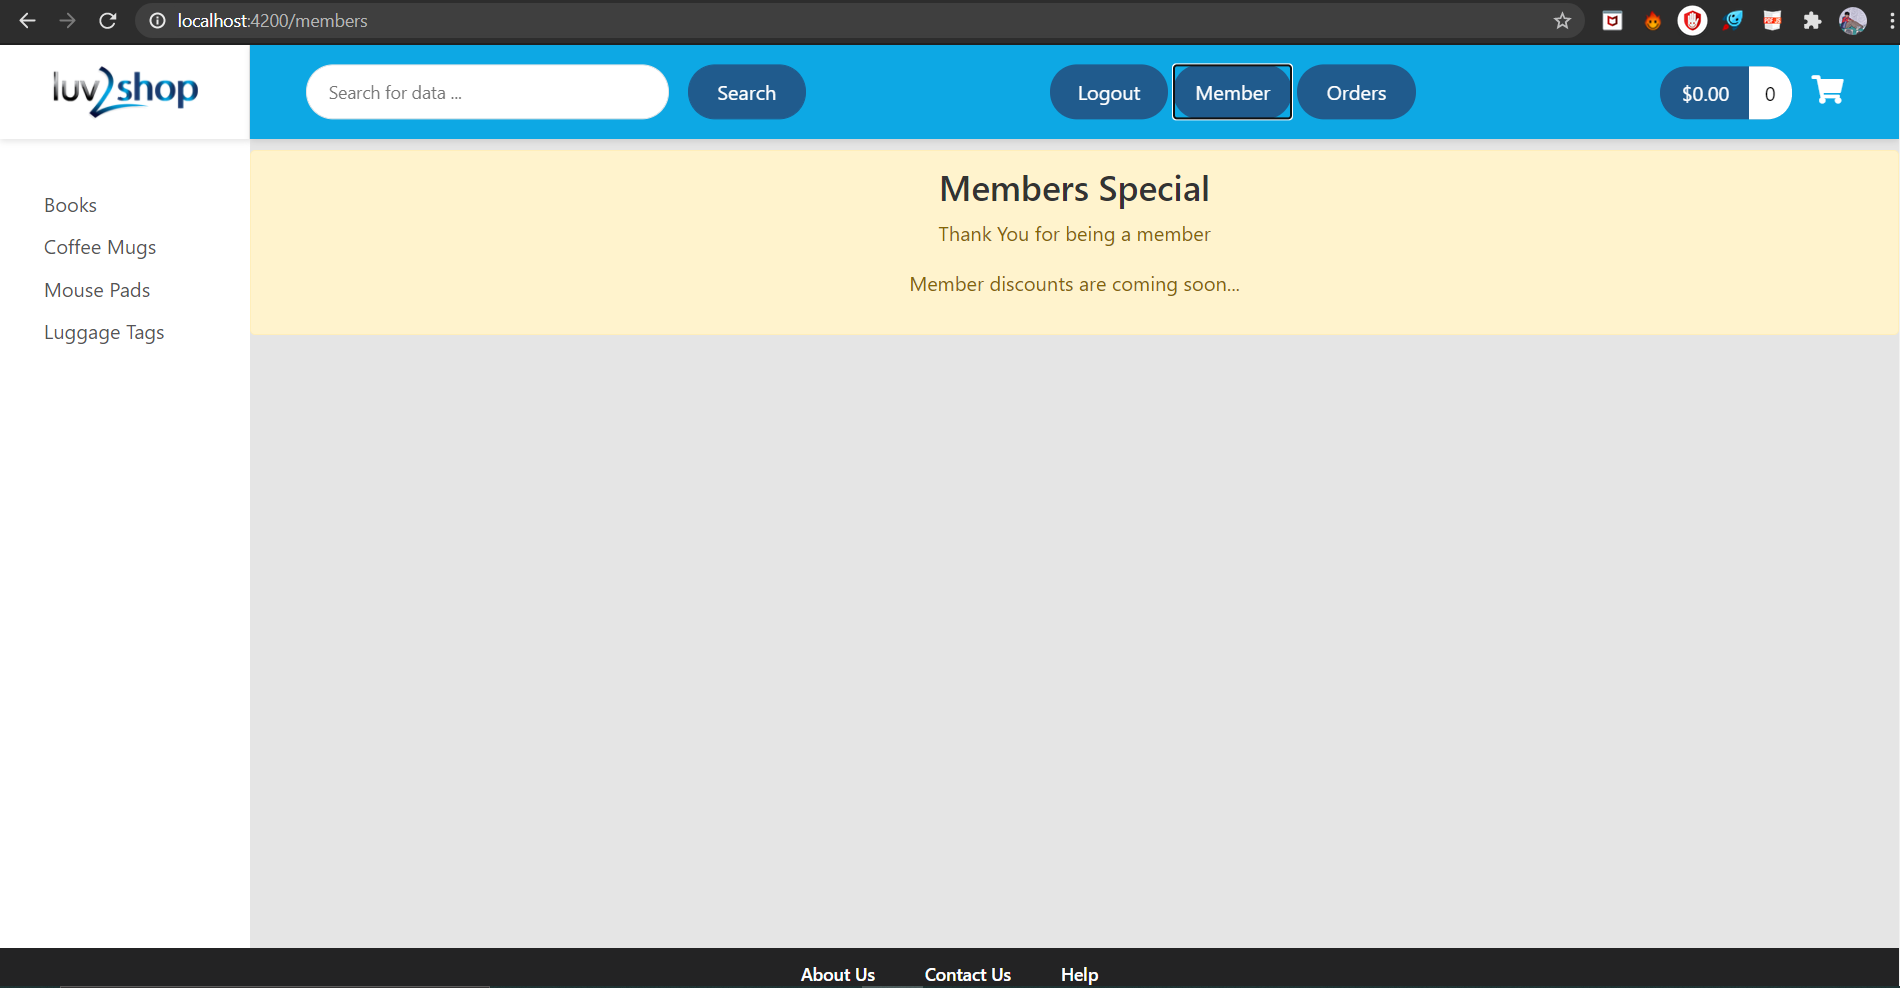 localhost:4200/members
luv2shop
Search for data ...
Search
Logout
Member
Orders
$0.00
0
Books
Coffee Mugs
Mouse Pads
Luggage Tags
Members Special
Thank You for being a member
Member discounts are coming soon...
About Us
Contact Us
Help